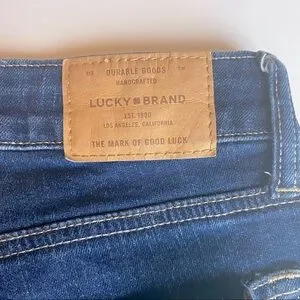 DURABLE GOODS
HANDCRAFTED
LUCKY BRAND
EST. 1990
LOS ANGELES, CALIFORNIA
THE MARK OF GOOD LUCK